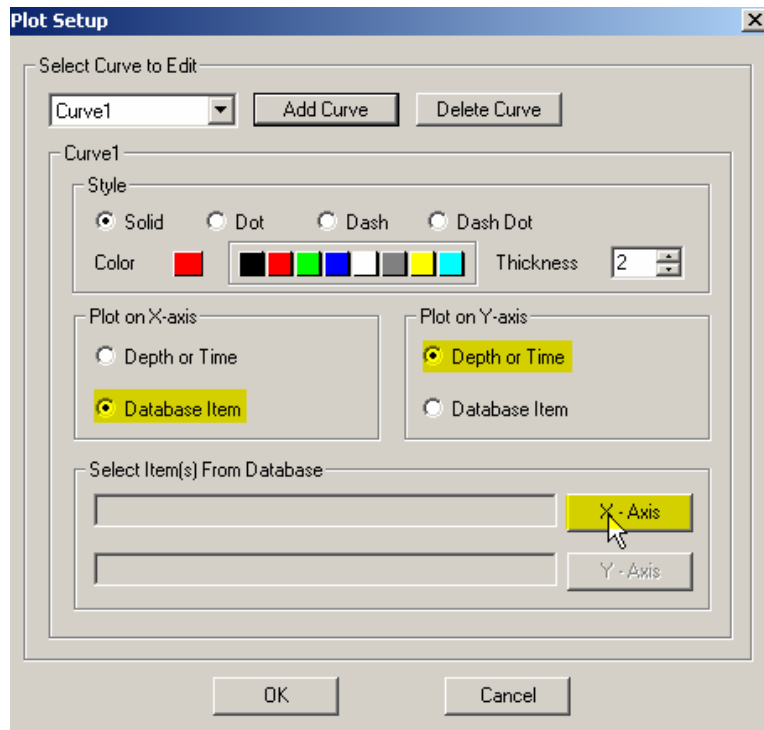 Plot Setup
Select Curve to Edit
Curve1 Add Curve Delete Curve
Curve1
Style
Solid Dot Dash Dash Dot
Color Thickness 2
Plot on X-axis Plot on Y-axis
Depth or Time Depth or Time
Database Item Database Item
Select Item(s) From Database
X - Axis
Y - Axis
OK Cancel